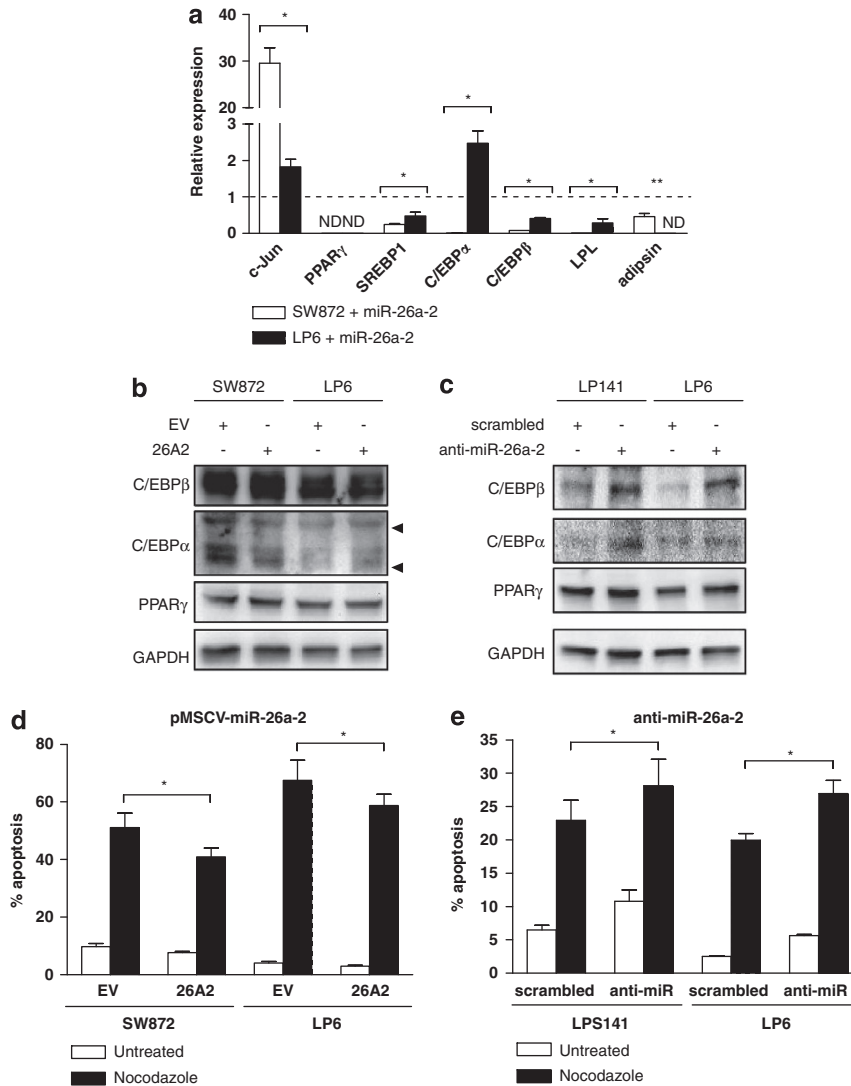 a
*
40
30
20
3
2
1
0
Relative expression
*
*
*
*
**
NDND
ND
c-Jun
PPARγ
SREBP1
C/EBPα
C/EBPβ
LPL
adipsin
SW872 + miR-26a-2
LP6 + miR-26a-2
b
SW872 LP6
EV + - + -
26A2 - + - +
C/EBPβ
C/EBPα
PPARγ
GAPDH
c
LP141 LP6
scrambled + - + -
anti-miR-26a-2 - + - +
C/EBPβ
C/EBPα
PPARγ
GAPDH
d
pMSCV-miR-26a-2
80
60
40
20
0
% apoptosis
*
*
EV 26A2 EV 26A2
SW872 LP6
Untreated
Nocodazole
e
anti-miR-26a-2
35
30
25
20
15
10
5
0
% apoptosis
*
*
scrambled anti-miR scrambled anti-miR
LPS141 LP6
Untreated
Nocodazole